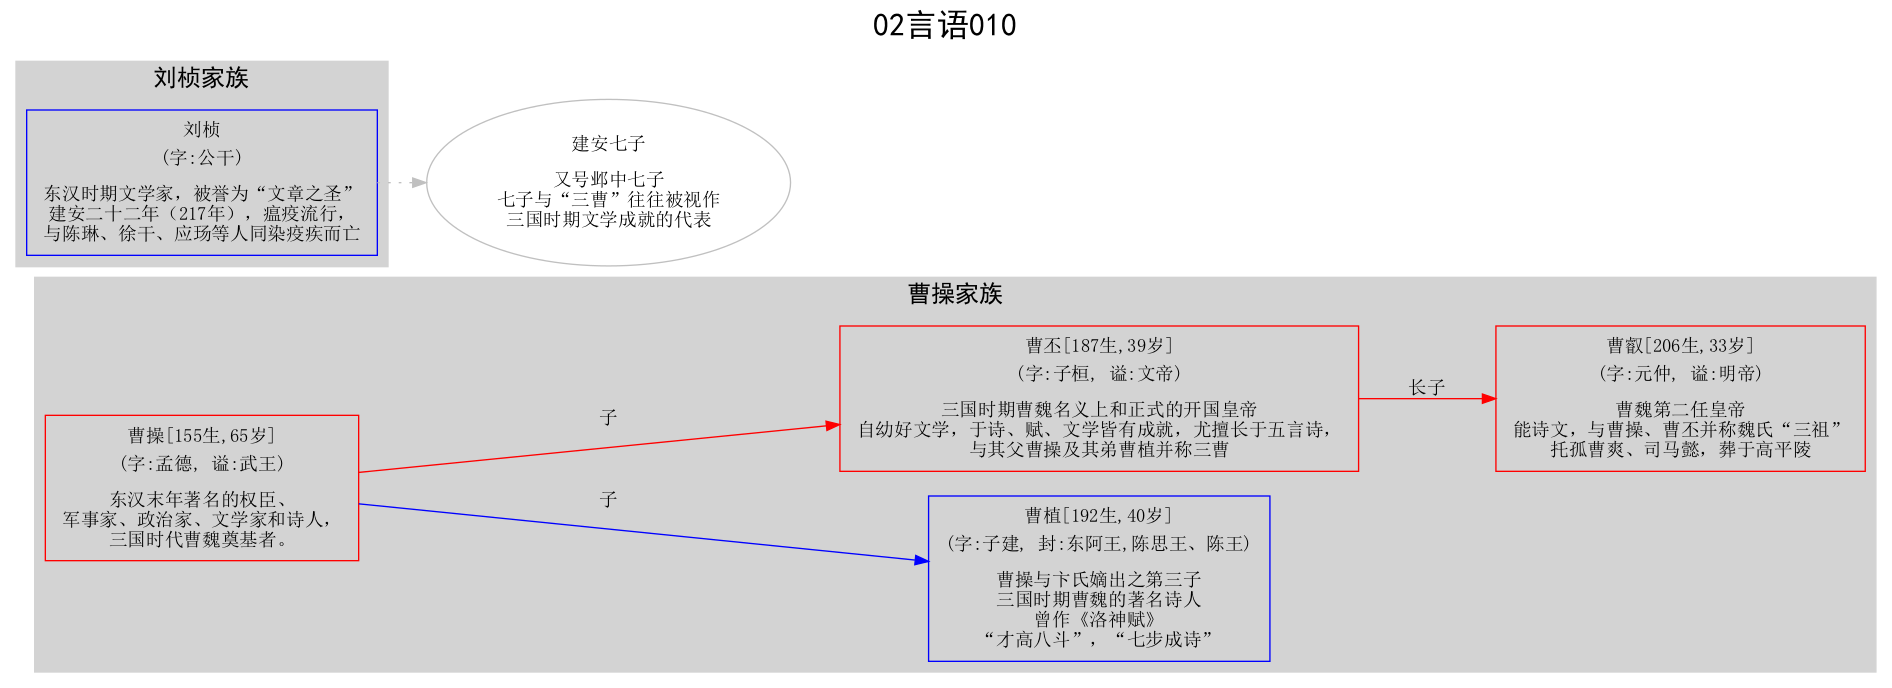 02言语010
刘桢家族
刘桢
(字:公干)
东汉时期文学家，被誉为“文章之圣”
建安二十二年（217年），瘟疫流行，
与陈琳、徐干、应玚等人同染疫疾而亡
建安七子
又号邺中七子
七子与“三曹”往往被视作
三国时期文学成就的代表
曹操家族
曹操[155生,65岁]
(字:孟德, 谥:武王)
东汉末年著名的权臣、
军事家、政治家、文学家和诗人，
三国时代曹魏奠基者。
子
子
曹丕[187生,39岁]
(字:子桓, 谥:文帝)
三国时期曹魏名义上和正式的开国皇帝
自幼好文学，于诗、赋、文学皆有成就，尤擅长于五言诗，
与其父曹操及其弟曹植并称三曹
长子
曹叡[206生,33岁]
(字:元仲, 谥:明帝)
曹魏第二任皇帝
能诗文，与曹操、曹丕并称魏氏“三祖”
托孤曹爽、司马懿，葬于高平陵
曹植[192生,40岁]
(字:子建, 封:东阿王,陈思王、陈王)
曹操与卞氏嫡出之第三子
三国时期曹魏的著名诗人
曾作《洛神赋》
“才高八斗”，“七步成诗”